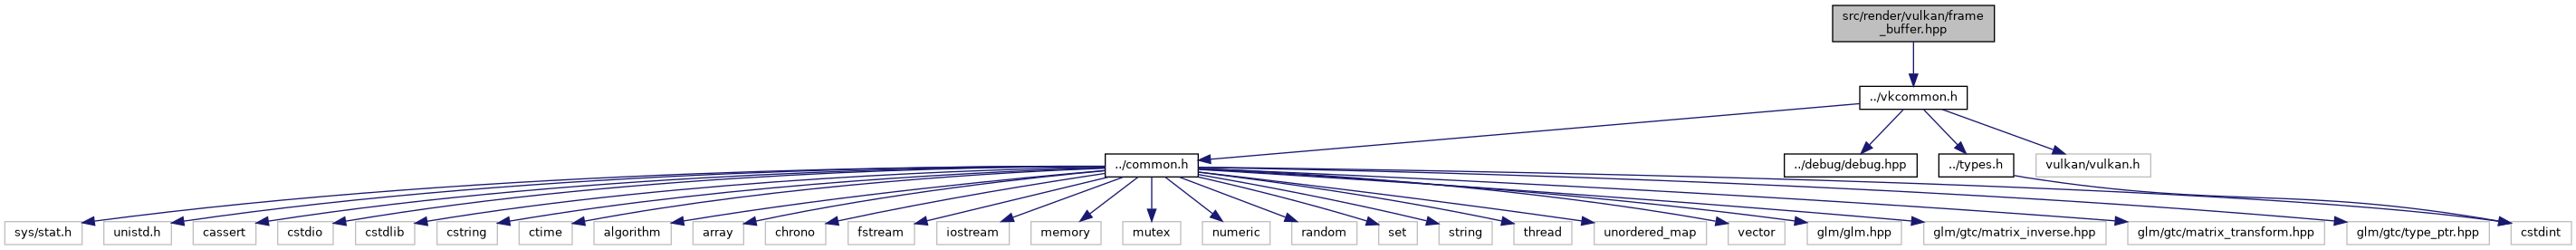 src/render/vulkan/frame
_buffer.hpp
../vkcommon.h
../common.h
../debug/debug.hpp
../types.h
vulkan/vulkan.h
sys/stat.h
unistd.h
cassert
cstdio
cstdlib
cstring
ctime
algorithm
array
chrono
fstream
iostream
memory
mutex
numeric
random
set
string
thread
unordered_map
vector
glm/glm.hpp
glm/gtc/matrix_inverse.hpp
glm/gtc/matrix_transform.hpp
glm/gtc/type_ptr.hpp
cstdint